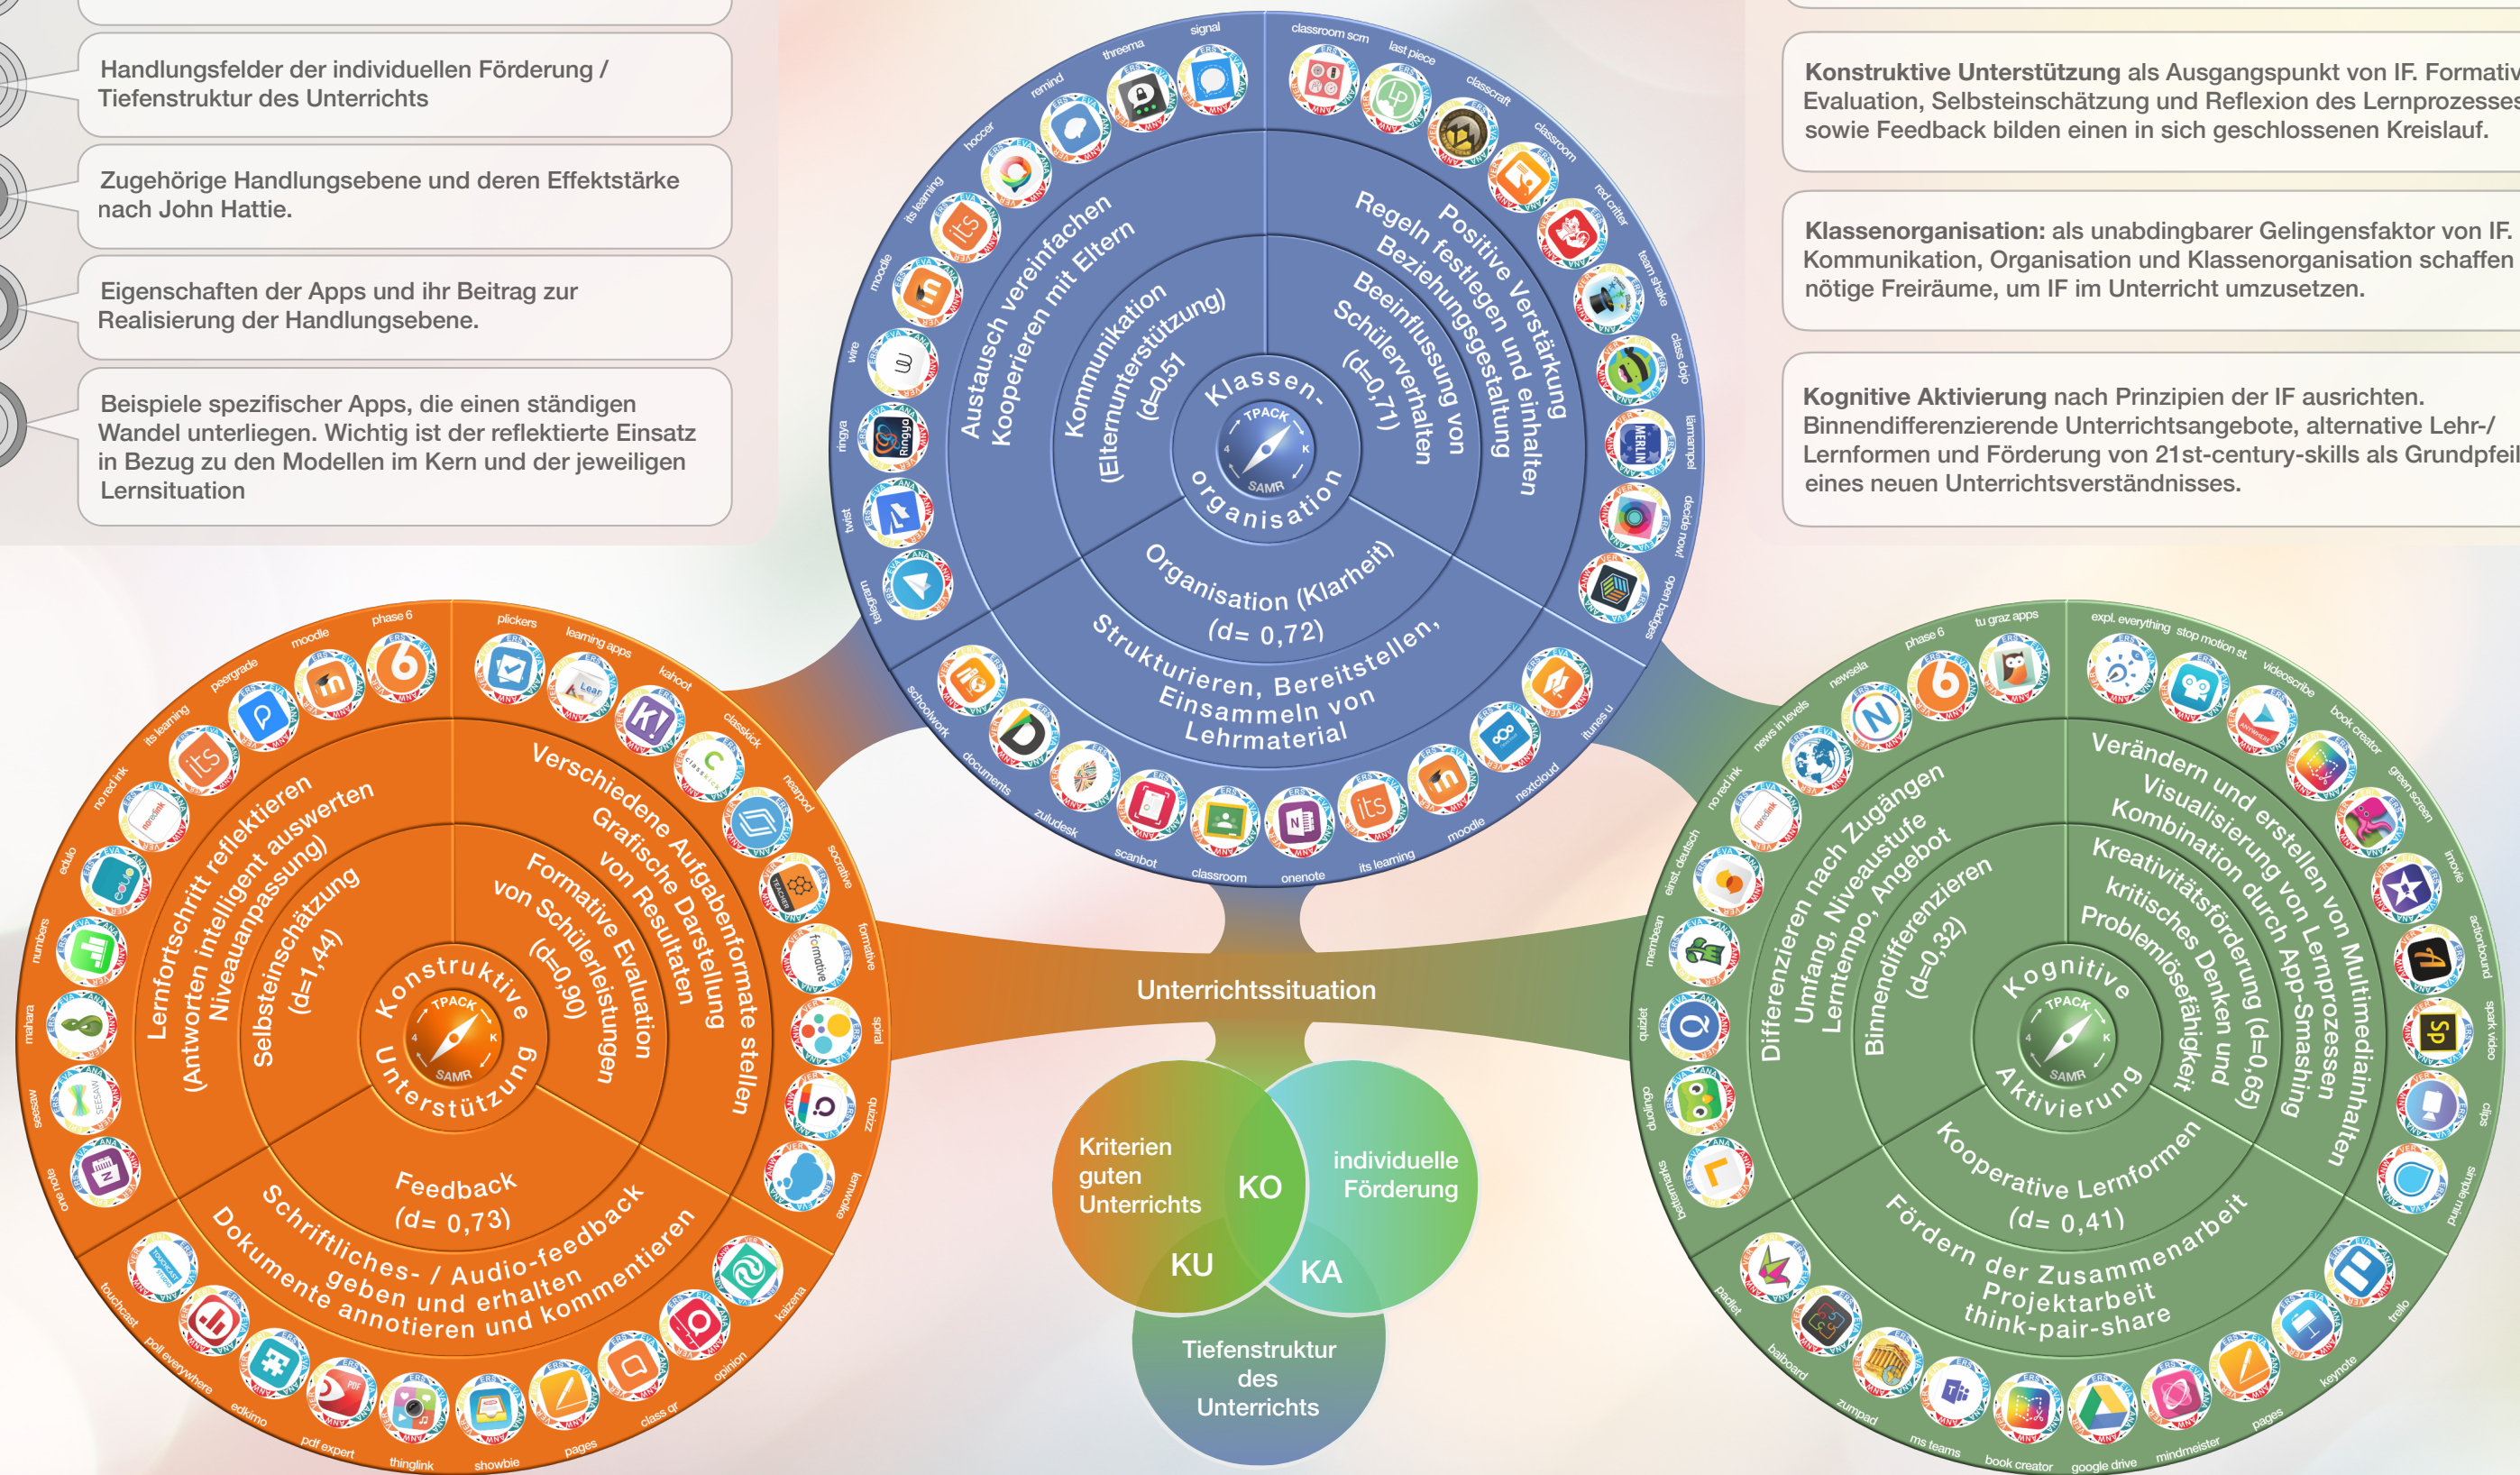 Handlungsfelder der individuellen Förderung /
Tiefenstruktur des Unterrichts
Zugehörige Handlungsebene und deren Effektstärke
nach John Hattie.
Eigenschaften der Apps und ihr Beitrag zur
Realisierung der Handlungsebene.
Beispiele spezifischer Apps, die einen ständigen
Wandel unterliegen. Wichtig ist der reflektierte Einsatz
in Bezug zu den Modellen im Kern und der jeweiligen
Lernsituation
Konstruktive Unterstützung als Ausgangspunkt von IF. Formativ
Evaluation, Selbsteinschätzung und Reflexion des Lernprozesses
sowie Feedback bilden einen in sich geschlossenen Kreislauf.
Klassenorganisation: als unabdingbarer Gelingensfaktor von IF.
Kommunikation, Organisation und Klassenorganisation schaffen
nötige Freiräume, um IF im Unterricht umzusetzen.
Kognitive Aktivierung nach Prinzipien der IF ausrichten.
Binnendifferenzierende Unterrichtsangebote, alternative Lehr-/
Lernformen und Förderung von 21st-century-skills als Grundpfeil
eines neuen Unterrichtsverständnisses.
Klassen-
organisation
TPACK
4 K
SAMR
Kommunikation
(Elternunterstützung)
(d=0.51
Austausch vereinfachen
Kooperieren mit Eltern
Beeinflussung von
Schülerverhalten
(d=0,71)
Positive Verstärkung
Regeln festlegen und einhalten
Beziehungsgestaltung
Organisation (Klarheit)
(d= 0,72)
Strukturieren, Bereitstellen,
Einsammeln von
Lehrmaterial
telegram
twist
ringya
wire
moodle
its learning
hoccer
remind
threema
signal
classroom scm
last piece
classcraft
classroom
red critter
team shake
class dojo
lärmampel
decide now!
open badges
schoolwork
documents
zuludesk
scanbot
classroom
onenote
its learning
moodle
nextcloud
itunes u
Konstruktive
Unterstützung
TPACK
4 K
SAMR
Selbsteinschätzung
(d=1,44)
Lernfortschritt reflektieren
(Antworten intelligent auswerten
Niveauanpassung)
Formative Evaluation
von Schülerleistungen
(d=0,90)
Verschiedene Aufgabenformate stellen
Grafische Darstellung
von Resultaten
Feedback
(d= 0,73)
Schriftliches- / Audio-feedback
geben und erhalten
Dokumente annotieren und kommentieren
one note
seesaw
mahara
numbers
edulo
no red ink
its learning
peergrade
moodle
phase 6
plickers
learning apps
kahoot
classkick
nearpod
socrative
formative
spiral
quizizz
lernwolke
touchcast
poll everywhere
edkimo
pdf expert
thinglink
showbie
pages
class qr
opinion
kaizena
Unterrichtssituation
Kriterien
guten
Unterrichts
KO
individuelle
Förderung
KU
KA
Tiefenstruktur
des
Unterrichts
Kognitive
Aktivierung
TPACK
4 K
SAMR
Binnendifferenzieren
(d=0,32)
Differenzieren nach Zugängen
Umfang, Niveaustufe
Lerntempo, Angebot
Kreativitätsförderung (d=0,65)
kritisches Denken und
Problemlösefähigkeit
Verändern und erstellen von Multimediainhalten
Visualisierung von Lernprozessen
Kombination durch App-Smashing
Kooperative Lernformen
(d= 0,41)
Fördern der Zusammenarbeit
Projektarbeit
think-pair-share
bettermarks
duolingo
quizlet
membean
einst. deutsch
no red ink
news in levels
newsela
phase 6
tu graz apps
expl. everything
stop motion st.
videoscribe
book creator
green screen
imovie
actionbound
spark video
clips
simple mind
padlet
baiboard
zumpad
ms teams
book creator
google drive
mindmeister
pages
keynote
trello